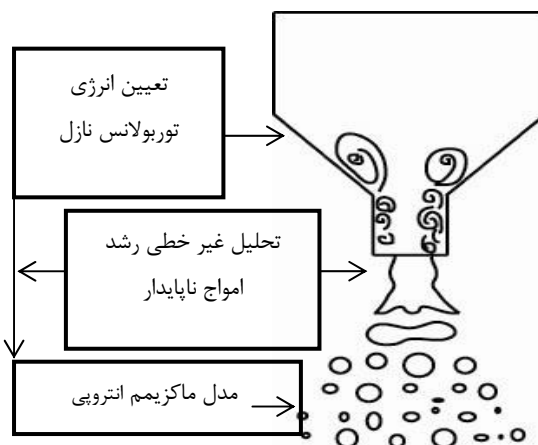 تعیین انرژی
توربولانس نازل
تحلیل غیر خطی رشد
امواج ناپایدار
مدل ماکزیمم انتروپی